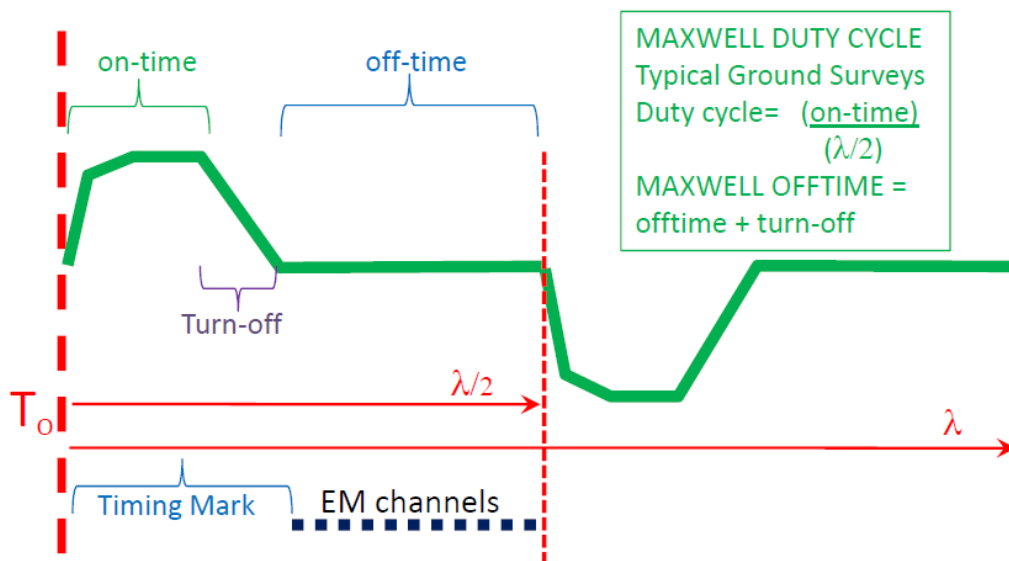 on-time
off-time
MAXWELL DUTY CYCLE
Typical Ground Surveys
Duty cycle= (on-time)
(λ/2)
MAXWELL OFFTIME =
offtime + turn-off
Turn-off
λ/2
To
λ
Timing Mark
EM channels